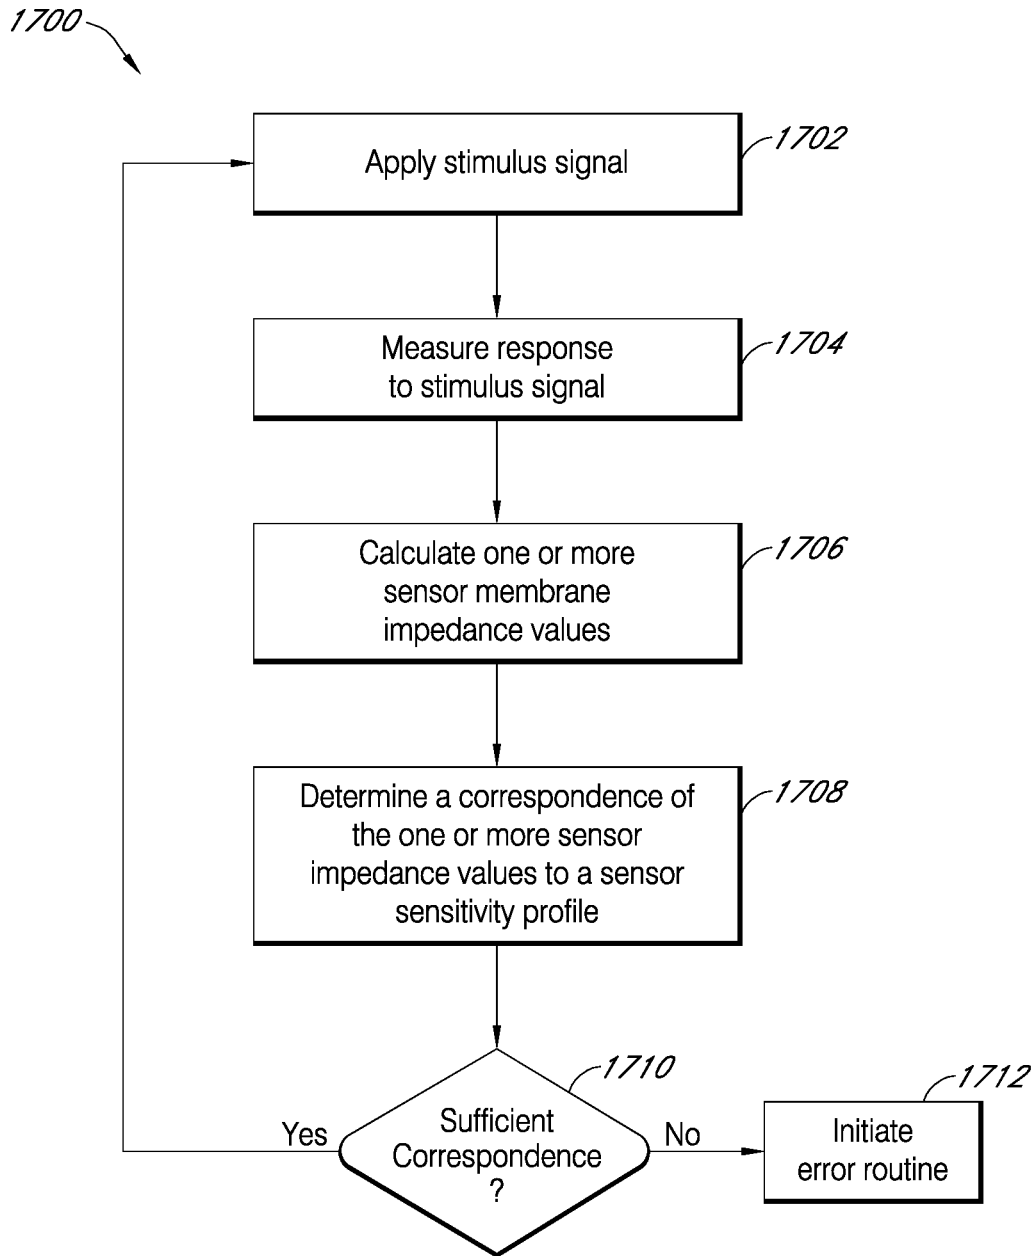 1700
Apply stimulus signal
1702
Measure response
to stimulus signal
1704
Calculate one or more
sensor membrane
impedance values
1706
Determine a correspondence of
the one or more sensor
impedance values to a sensor
sensitivity profile
1708
Sufficient
Correspondence
?
1710
Yes
No
Initiate
error routine
1712